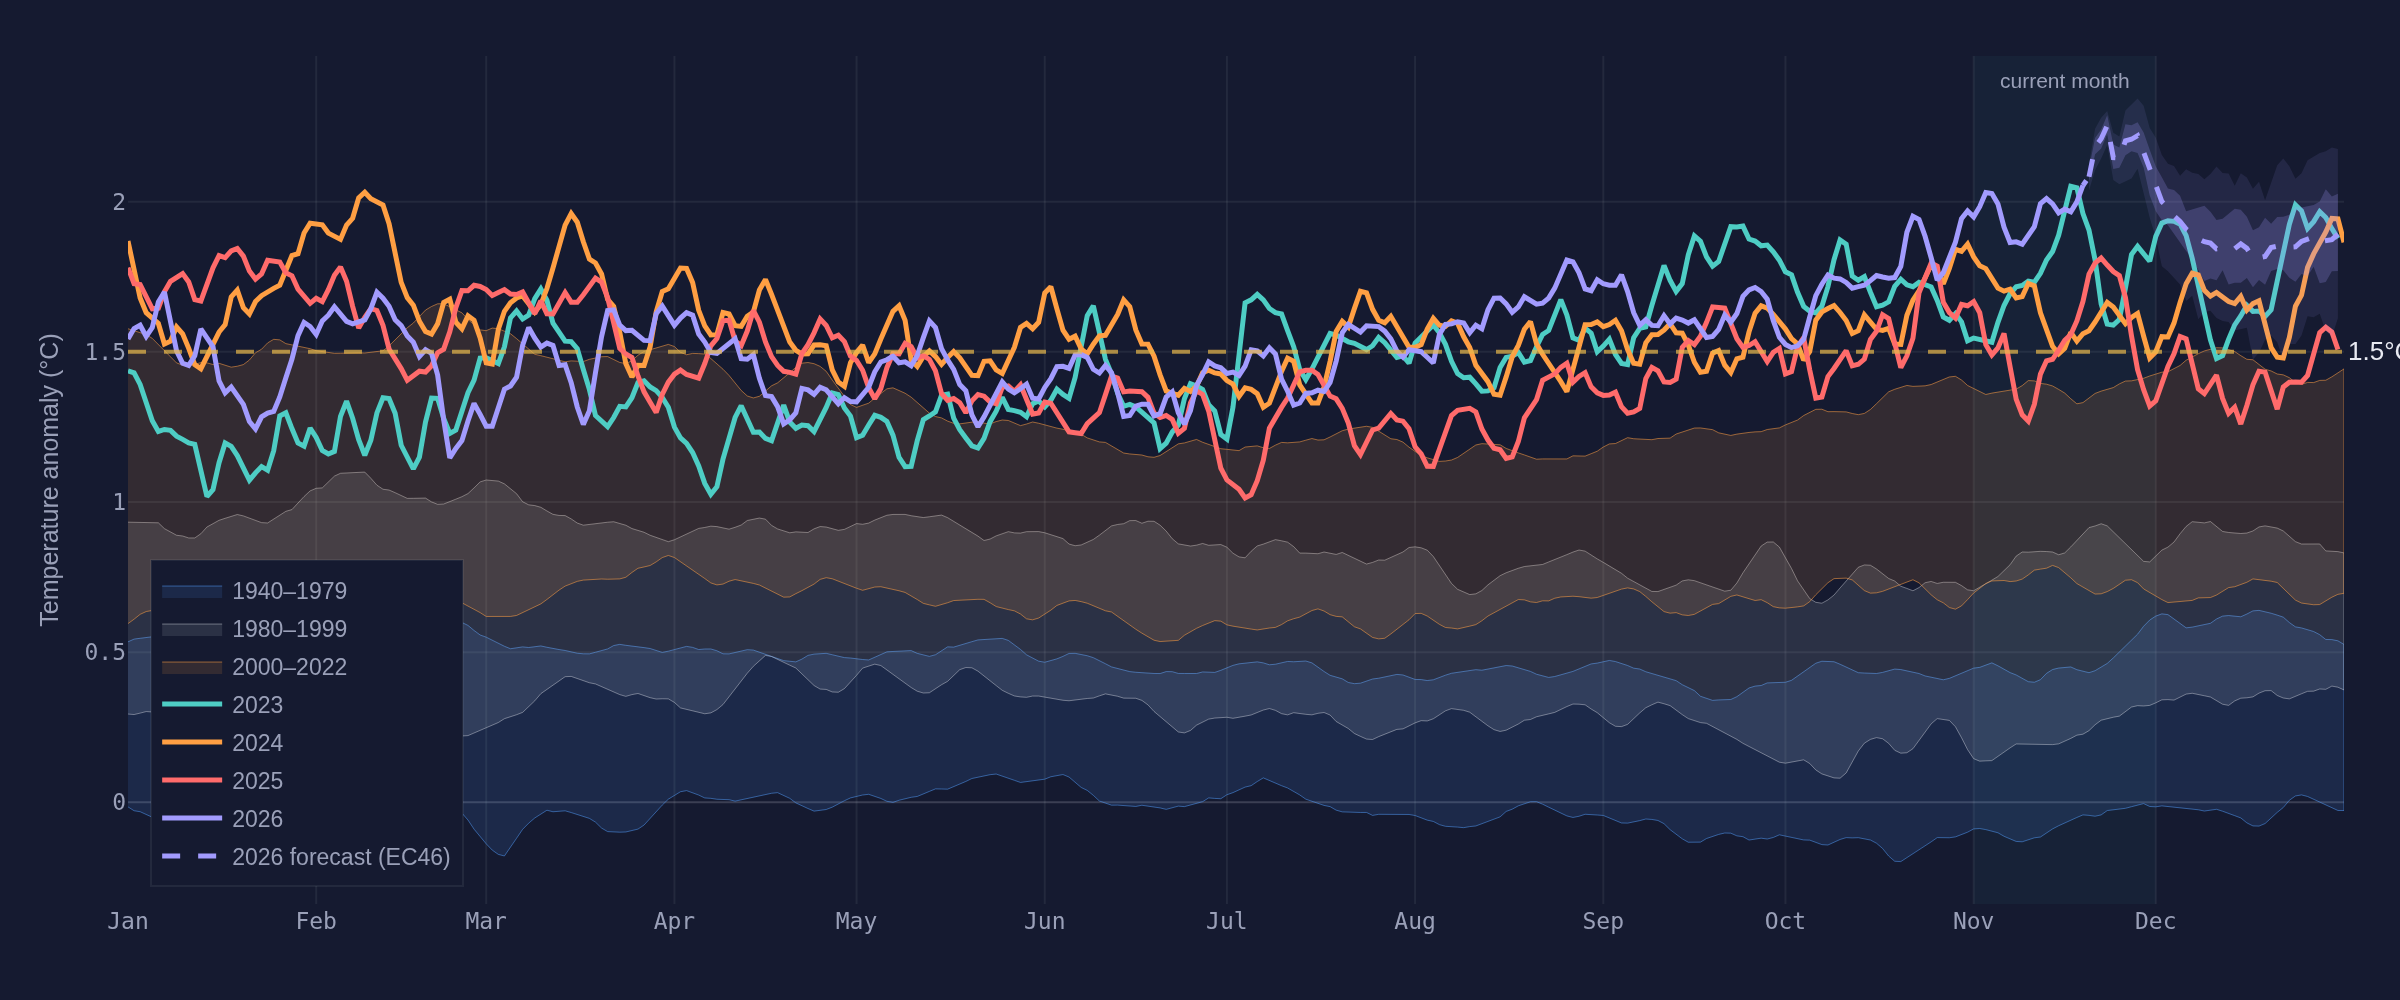 current month
2
1.5
1
0.5
0
Temperature anomaly (°C)
1.5°C
1940–1979
1980–1999
2000–2022
2023
2024
2025
2026
2026 forecast (EC46)
Jan Feb Mar Apr May Jun Jul Aug Sep Oct Nov Dec